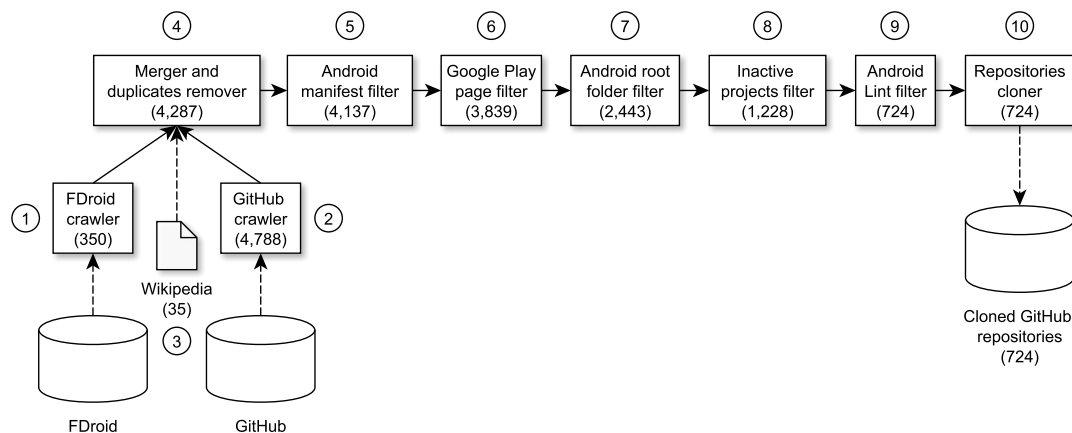 4
5
6
7
8
9
10
Merger and
duplicates remover
(4,287)
Android
manifest filter
(4,137)
Google Play
page filter
(3,839)
Android root
folder filter
(2,443)
Inactive
projects filter
(1,228)
Android
Lint filter
(724)
Repositories
cloner
(724)
1
FDroid
crawler
(350)
GitHub
crawler
(4,788)
2
Wikipedia
(35)
3
FDroid
GitHub
Cloned GitHub
repositories
(724)